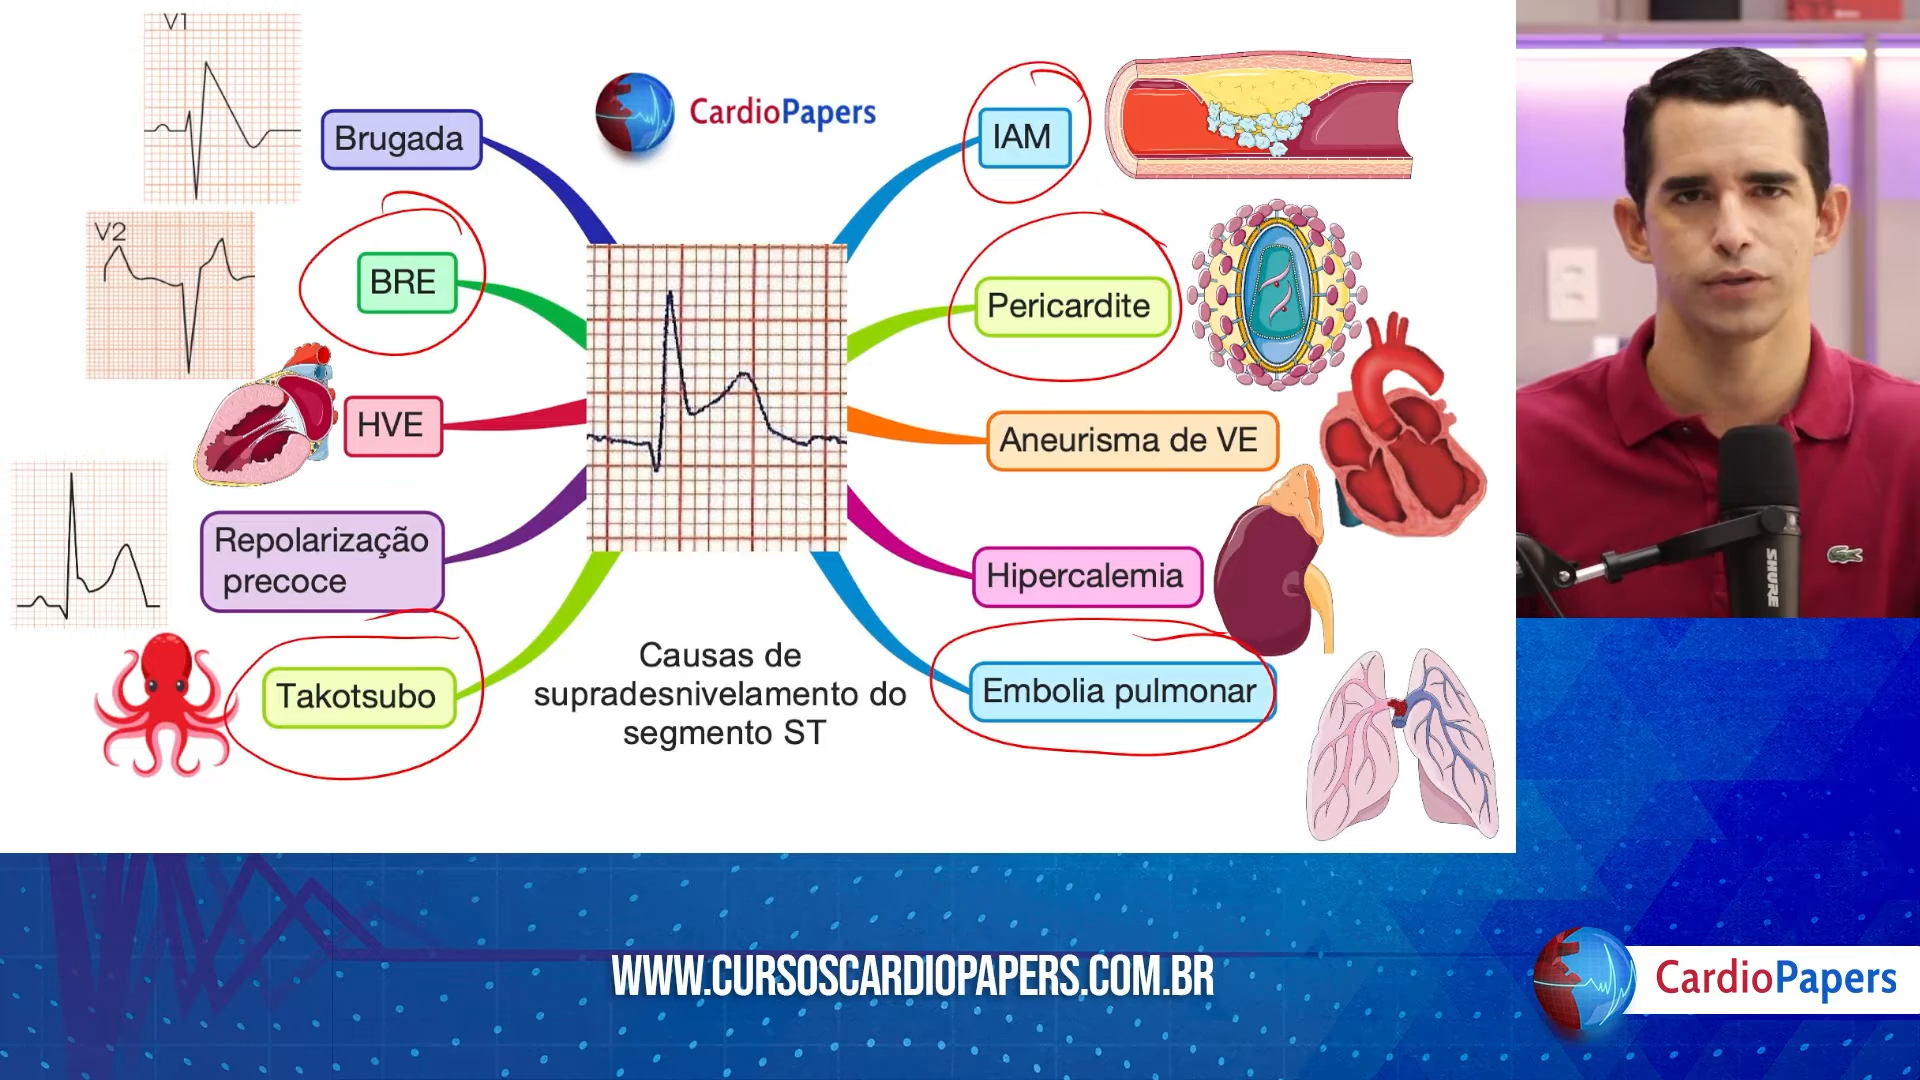 V1
Brugada
CardioPapers
IAM
V2
BRE
Pericardite
HVE
Aneurisma de VE
Repolarização
precoce
Hipercalemia
Takotsubo
Causas de
supradesnivelamento do
segmento ST
Embolia pulmonar
SHURE
WWW.CURSOSCARDIOPAPERS.COM.BR
CardioPapers